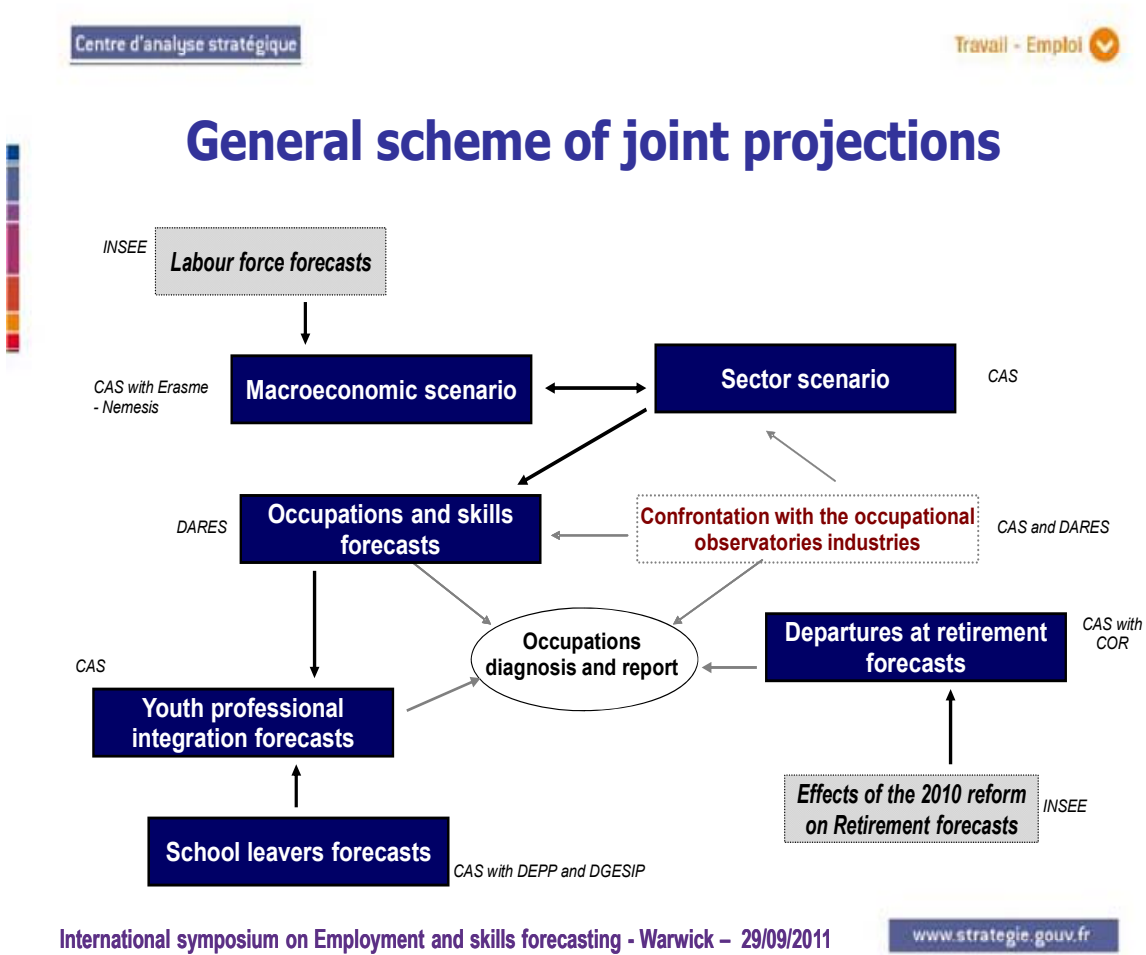 Centre d'analyse stratégique
Travail - Emploi
General scheme of joint projections
INSEE
Labour force forecasts
CAS with Erasme
- Nemesis
Macroeconomic scenario
Sector scenario
CAS
DARES
Occupations and skills
forecasts
Confrontation with the occupational
observatories industries
CAS and DARES
Occupations
diagnosis and report
Departures at retirement
forecasts
CAS with
COR
CAS
Youth professional
integration forecasts
Effects of the 2010 reform
on Retirement forecasts
INSEE
School leavers forecasts
CAS with DEPP and DGESIP
International symposium on Employment and skills forecasting - Warwick – 29/09/2011
www.strategie.gouv.fr